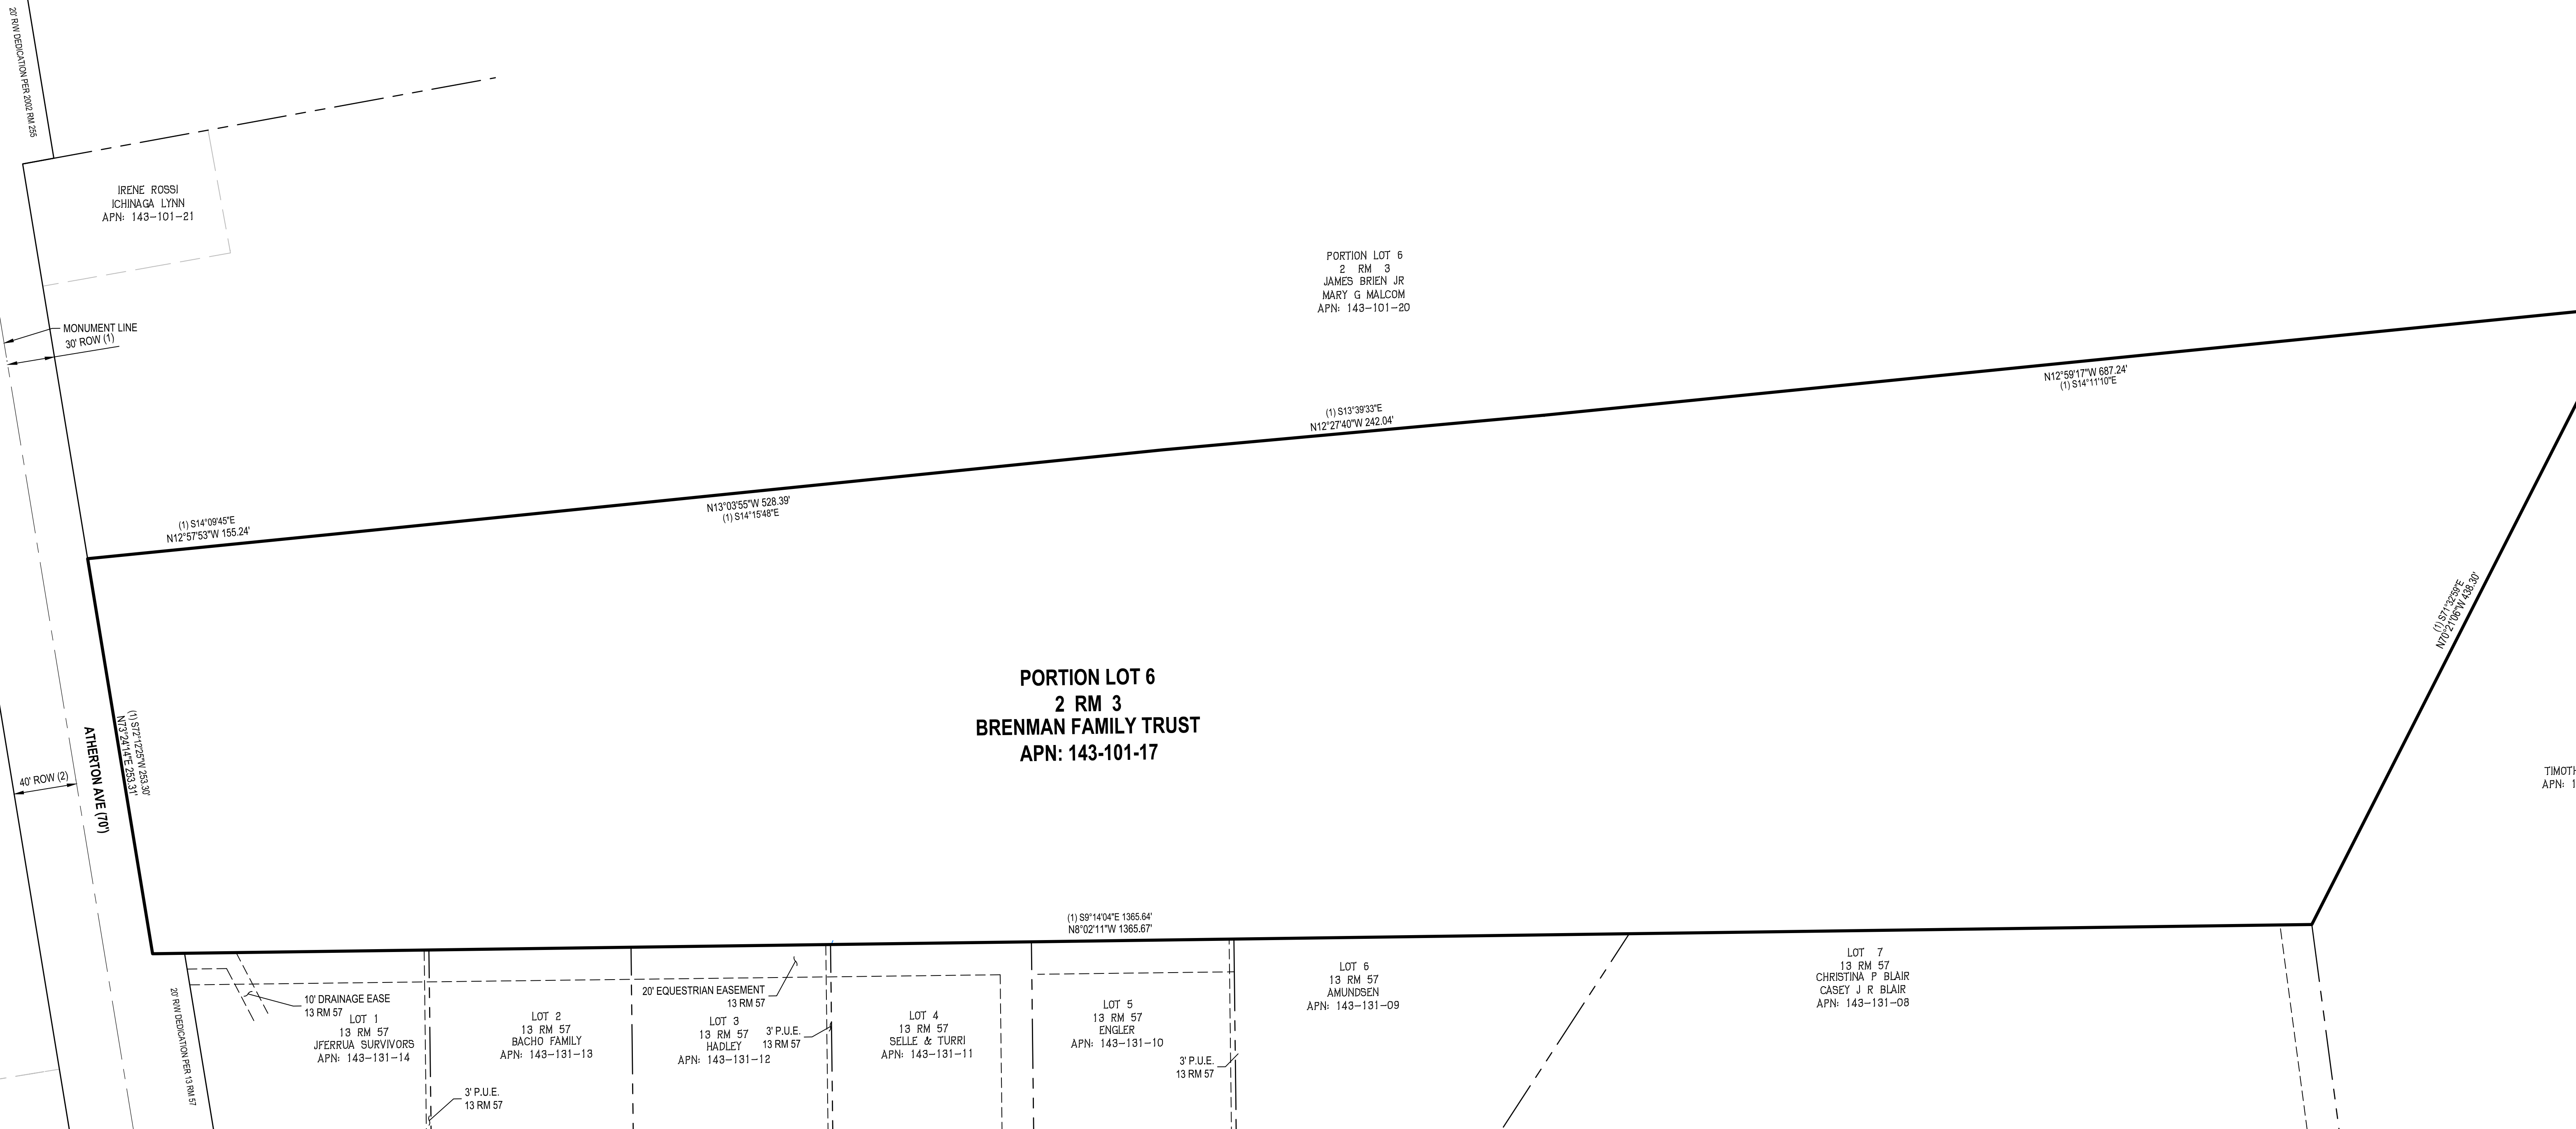 20' R/W DEDICATION PER 2002 RM 255
IRENE ROSSI
ICHINAGA LYNN
APN: 143-101-21
MONUMENT LINE
30' ROW (1)
PORTION LOT 6
2 RM 3
JAMES BRIEN JR
MARY G MALCOM
APN: 143-101-20
N12°59'17"W 687.24'
(1) S14°11'10"E
(1) S13°39'33"E
N12°27'40"W 242.04'
N13°03'55"W 528.39'
(1) S14°15'48"E
(1) S14°09'45"E
N12°57'53"W 155.24'
(1) S71°32'59"E
N70°21'06"W 438.30'
PORTION LOT 6
2 RM 3
BRENMAN FAMILY TRUST
APN: 143-101-17
(1) S72°12'25"W 253.30'
N73°24'14"E 253.31'
ATHERTON AVE (70')
40' ROW (2)
TIMOTH
APN: 1
(1) S9°14'04"E 1365.64'
N8°02'11"W 1365.67'
20' R/W DEDICATION PER 13 RM 57
10' DRAINAGE EASE
13 RM 57
LOT 1
13 RM 57
JFERRUA SURVIVORS
APN: 143-131-14
3' P.U.E.
13 RM 57
LOT 2
13 RM 57
BACHO FAMILY
APN: 143-131-13
20' EQUESTRIAN EASEMENT
13 RM 57
LOT 3
13 RM 57
HADLEY
APN: 143-131-12
3' P.U.E.
13 RM 57
LOT 4
13 RM 57
SELLE & TURRI
APN: 143-131-11
LOT 5
13 RM 57
ENGLER
APN: 143-131-10
3' P.U.E.
13 RM 57
LOT 6
13 RM 57
AMUNDSEN
APN: 143-131-09
LOT 7
13 RM 57
CHRISTINA P BLAIR
CASEY J R BLAIR
APN: 143-131-08